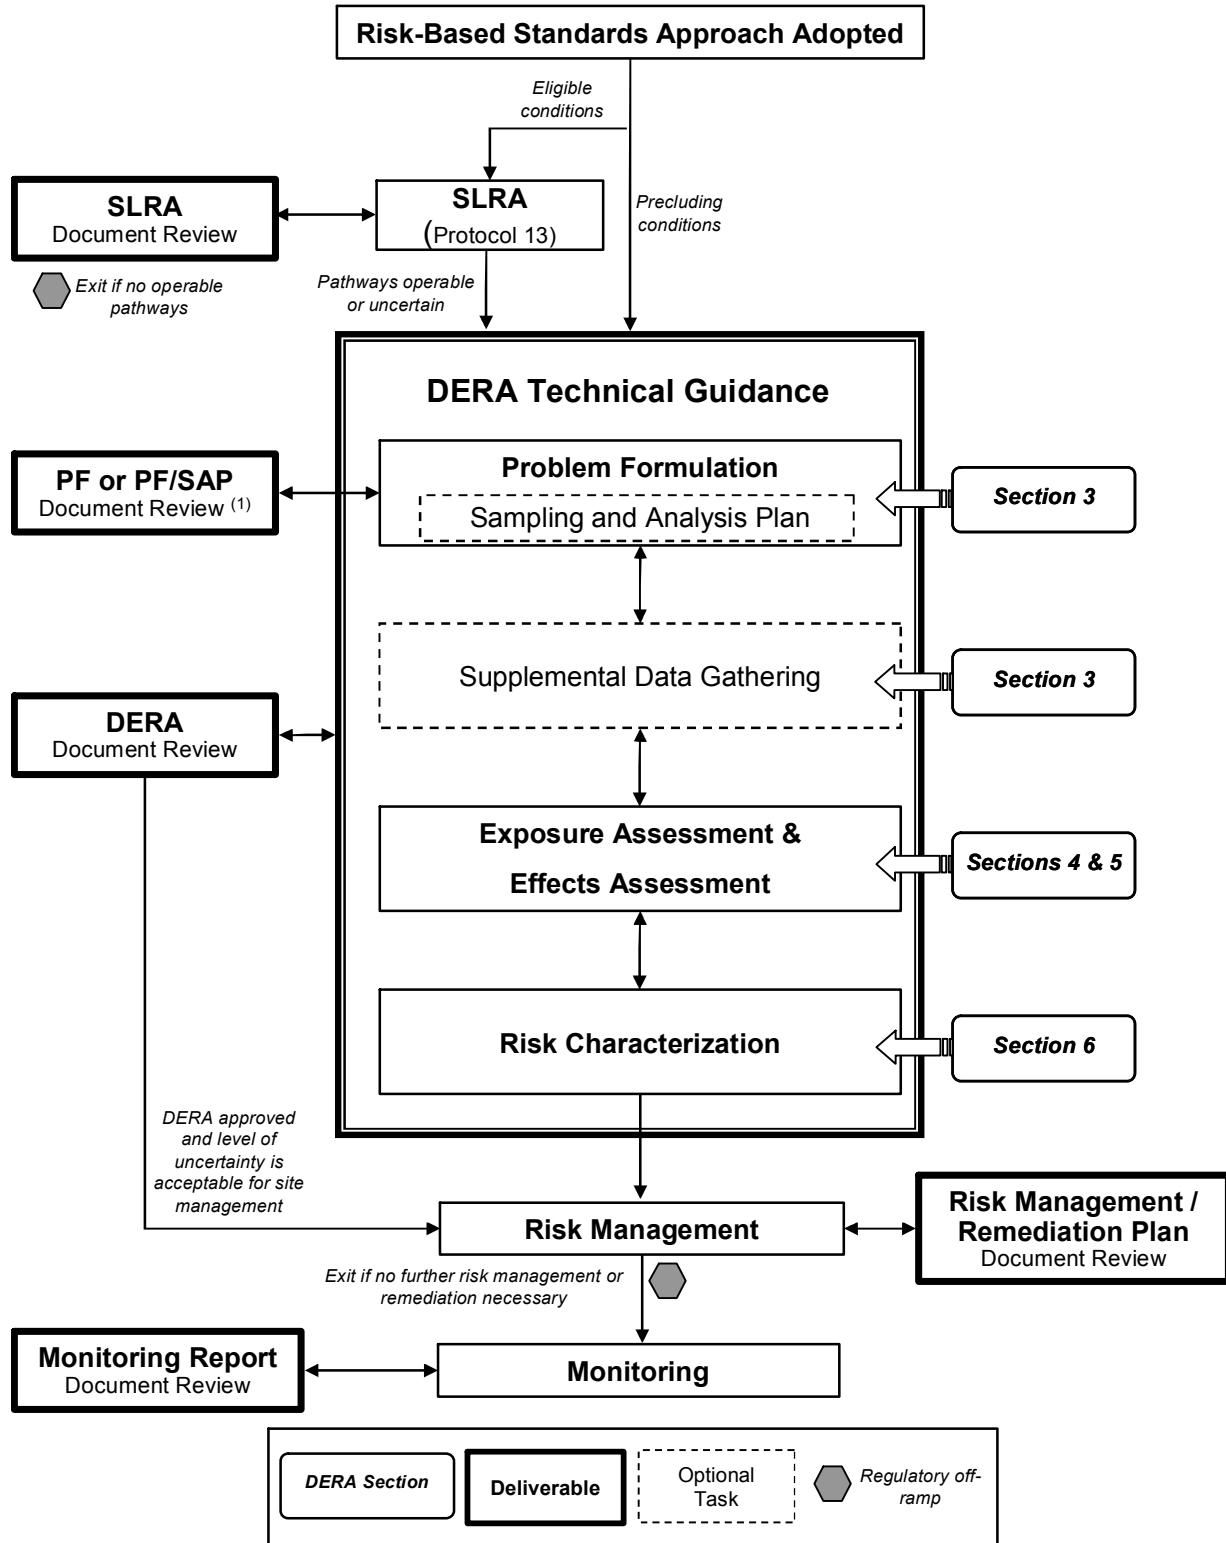 Risk-Based Standards Approach Adopted
Eligible
conditions
SLRA
Document Review
SLRA
(Protocol 13)
Precluding
conditions
Exit if no operable
pathways
Pathways operable
or uncertain
DERA Technical Guidance
PF or PF/SAP
Document Review (1)
Problem Formulation
Sampling and Analysis Plan
Section 3
Supplemental Data Gathering
Section 3
DERA
Document Review
Exposure Assessment &
Effects Assessment
Sections 4 & 5
Risk Characterization
Section 6
DERA approved
and level of
uncertainty is
acceptable for site
management
Risk Management
Risk Management /
Remediation Plan
Document Review
Exit if no further risk management or
remediation necessary
Monitoring Report
Document Review
Monitoring
DERA Section
Deliverable
Optional
Task
Regulatory off-
ramp